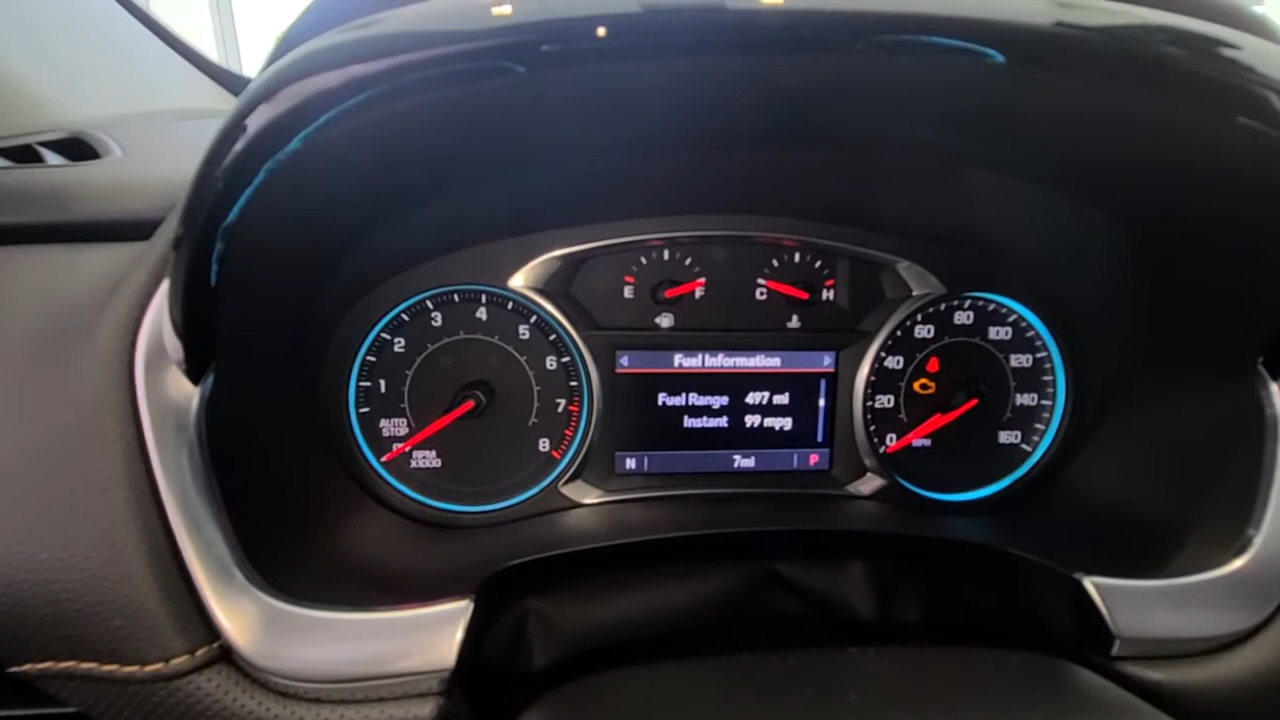 E F
C H
1 2 3 4 5 6 7 8
AUTO
STOP
RPM
X1000
Fuel Information
Fuel Range 497 mi
Instant 99 mpg
N 7mi P
0 20 40 60 80 100 120 140 160
MPH